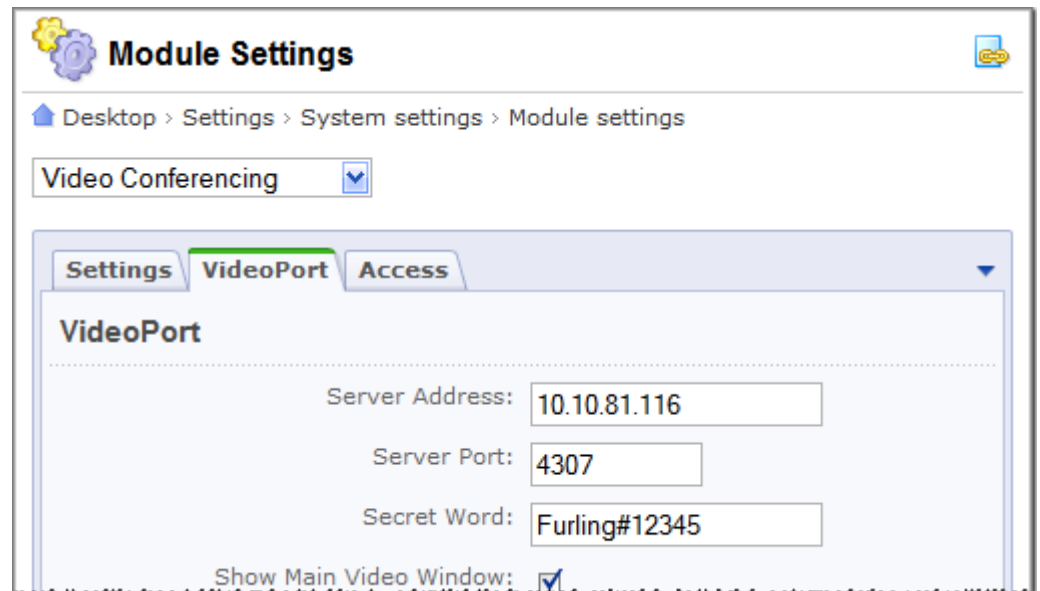 Module Settings
Desktop > Settings > System settings > Module settings
Video Conferencing
Settings VideoPort Access
VideoPort
Server Address: 10.10.81.116
Server Port: 4307
Secret Word: Furling#12345
Show Main Video Window: